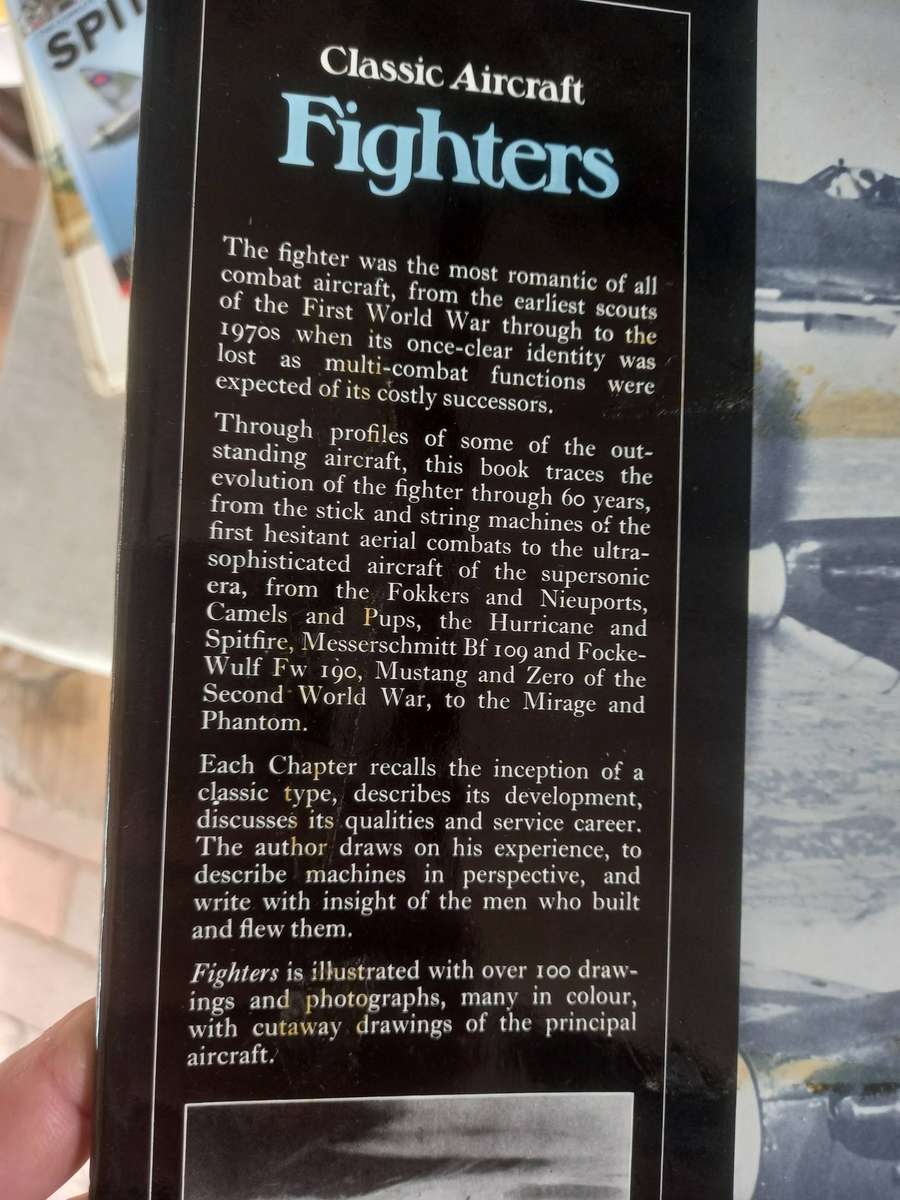 SPIT
Classic Aircraft
Fighters
The fighter was the most romantic of all
combat aircraft, from the earliest scouts
of the First World War through to the
1970s when its once-clear identity was
lost as multi-combat functions were
expected of its costly successors.
Through profiles of some of the out-
standing aircraft, this book traces the
evolution of the fighter through 60 years,
from the stick and string machines of the
first hesitant aerial combats to the ultra-
sophisticated aircraft of the supersonic
era, from the Fokkers and Nieuports,
Camels and Pups, the Hurricane and
Spitfire, Messerschmitt Bf 109 and Focke-
Wulf Fw 190, Mustang and Zero of the
Second World War, to the Mirage and
Phantom.
Each Chapter recalls the inception of a
classic type, describes its development,
discusses its qualities and service career.
The author draws on his experience, to
describe machines in perspective, and
write with insight of the men who built
and flew them.
Fighters is illustrated with over 100 draw-
ings and photographs, many in colour,
with cutaway drawings of the principal
aircraft.